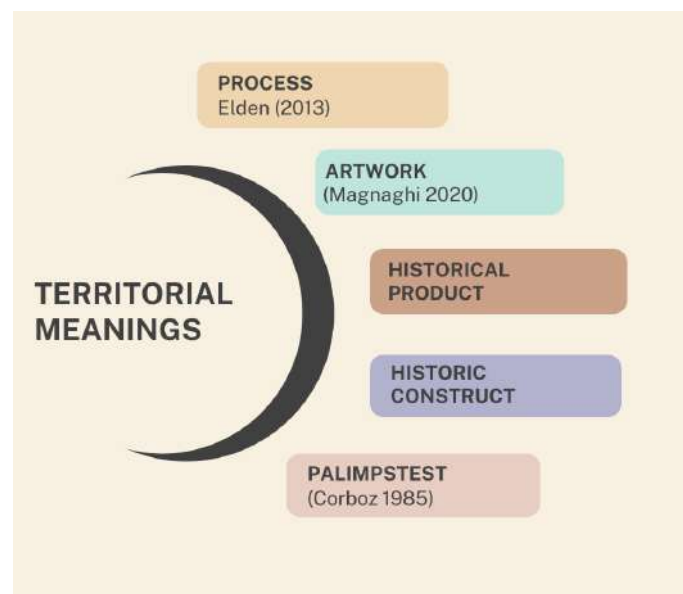 PROCESS
Elden (2013)
ARTWORK
(Magnaghi 2020)
TERRITORIAL
MEANINGS
HISTORICAL
PRODUCT
HISTORIC
CONSTRUCT
PALIMPSTEST
(Corboz 1985)